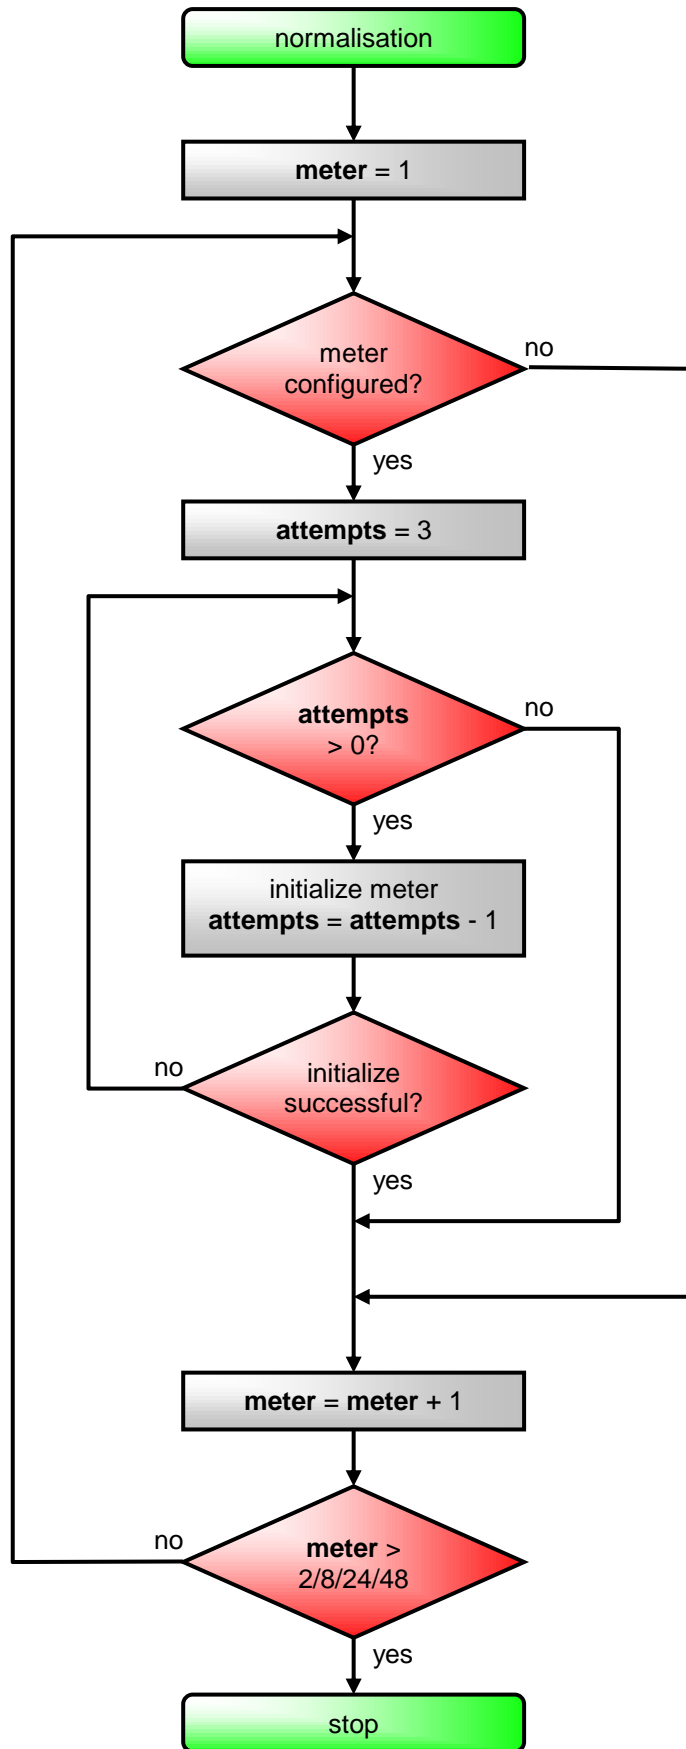 normalisation
meter = 1
meter
configured?
no
yes
attempts = 3
attempts
> 0?
no
yes
initialize meter
attempts = attempts - 1
initialize
successful?
no
yes
meter = meter + 1
meter >
2/8/24/48
no
yes
stop